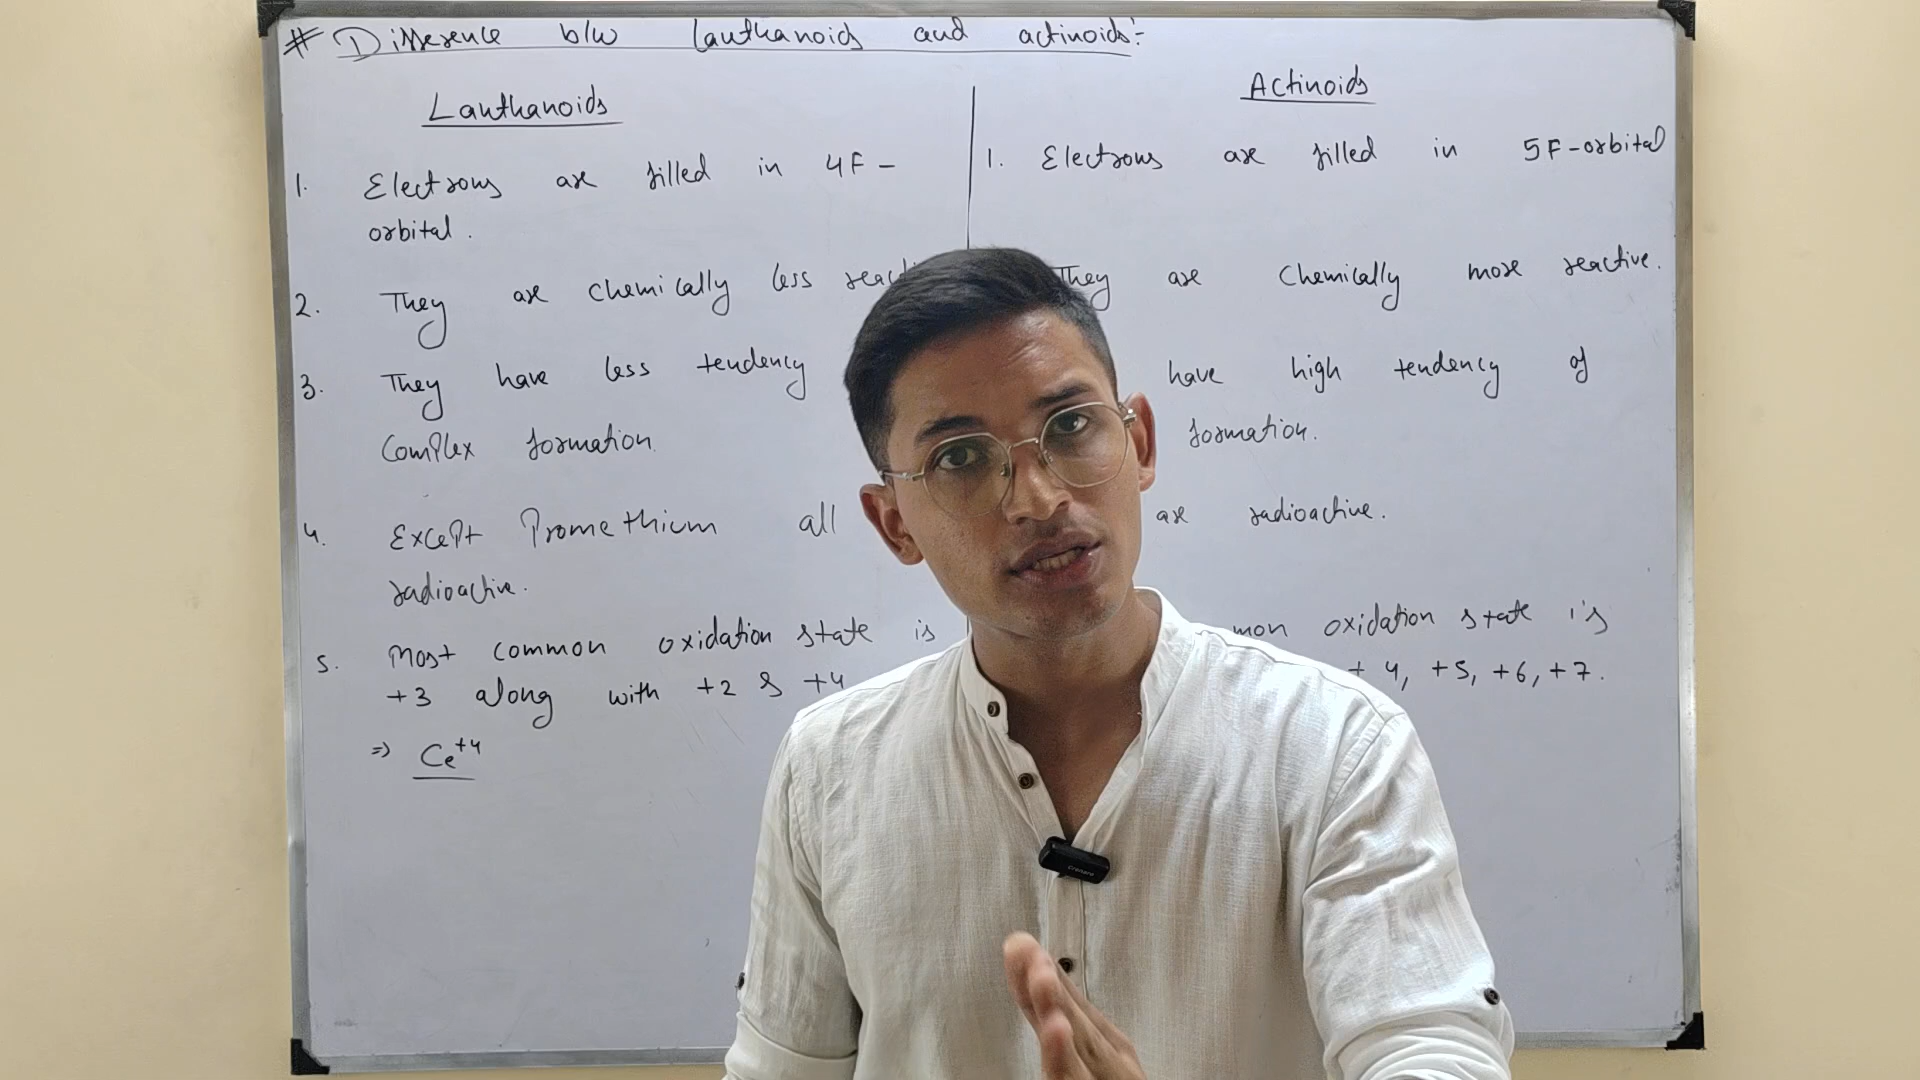 # Difference b/w lanthanoids and actinoids:-
Lanthanoids
1. Electrons are filled in 4F-
orbital.
2. They are chemically less
3. They have less tendency
Complex formation.
4. Except Promethium all
radioactive.
5. Most common oxidation state is
+3 along with +2 & +4
⇒ Ce+4
Actinoids
1. Electrons are filled in 5F-orbital
They are Chemically more reactive.
have high tendency of
formation.
are radioactive.
oxidation state is
+4, +5, +6, +7.